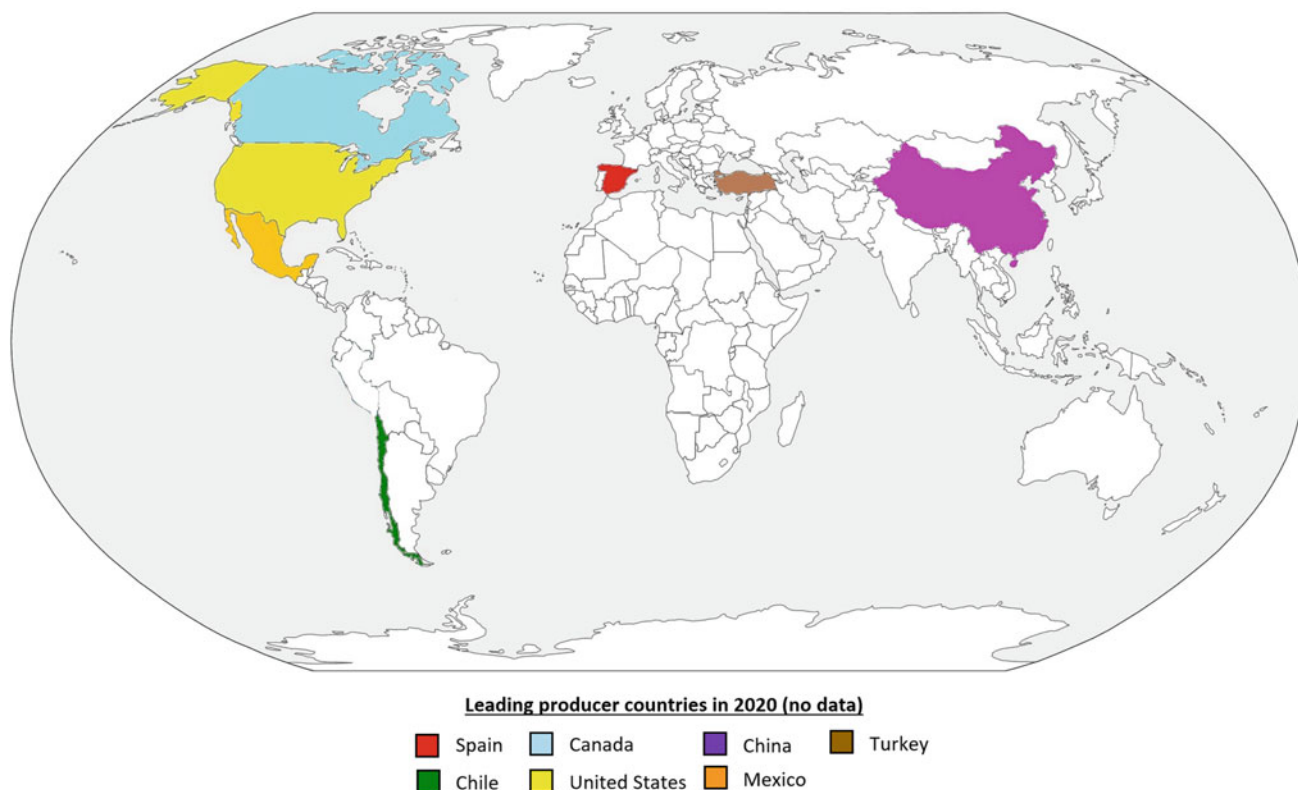 Leading producer countries in 2020 (no data)
Spain Canada China Turkey
Chile United States Mexico